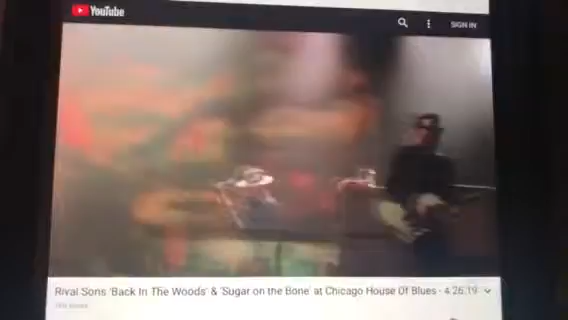 YouTube
SIGN IN
Rival Sons 'Back In The Woods' & 'Sugar on the Bone' at Chicago House Of Blues - 4.26.19